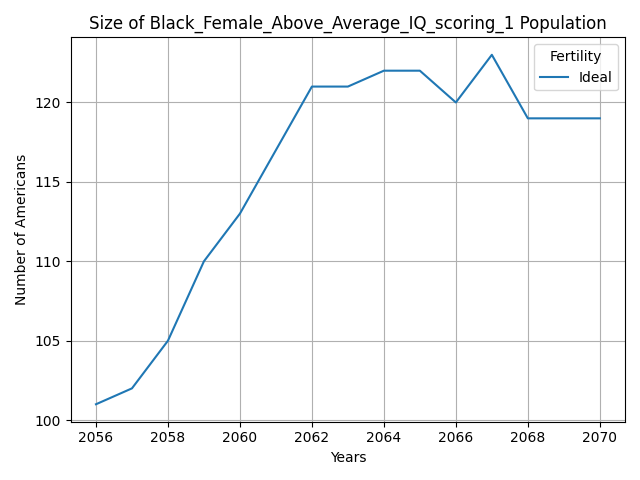 Size of Black_Female_Above_Average_IQ_scoring_1 Population
Fertility
Ideal
Number of Americans
120
115
110
105
100
2056 2058 2060 2062 2064 2066 2068 2070
Years